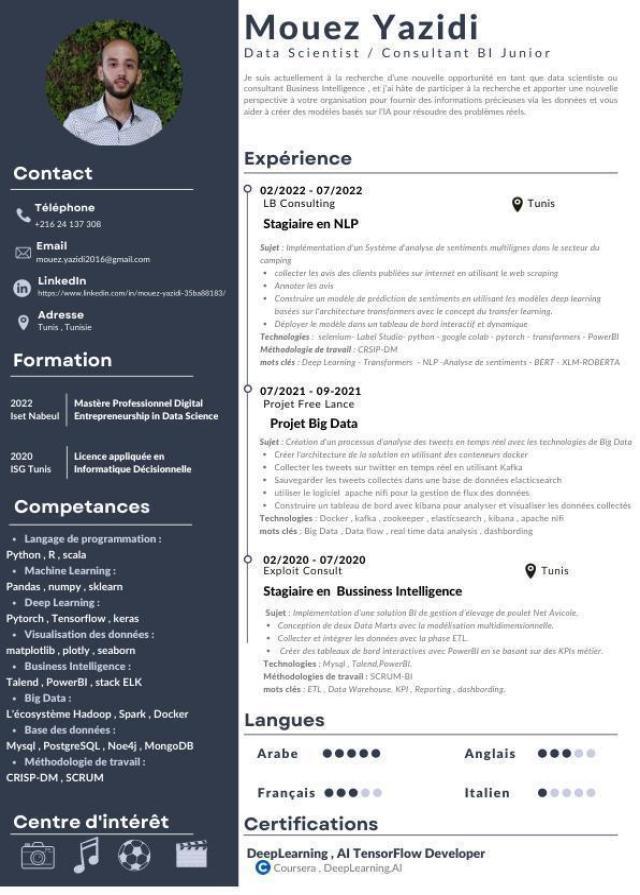 Mouez Yazidi
Data Scientist / Consultant BI Junior
Je suis actuellement à la recherche d'une nouvelle opportunité en tant que data scientiste ou
consultant Business Intelligence , et j'ai hâte de participer à la recherche et apporter une nouvelle
perspective à votre organisation pour fournir des informations précieuses via les données et vous
aider à créer des modèles basés sur l'IA pour résoudre des problèmes réels.
Contact
Téléphone
+216 24 137 308
Email
mouez.yazidi2016@gmail.com
LinkedIn
https://www.linkedin.com/in/mouez-yazidi-35ba88183/
Adresse
Tunis , Tunisie
Formation
2022 Mastère Professionnel Digital
Iset Nabeul Entrepreneurship in Data Science
2020 Licence appliquée en
ISG Tunis Informatique Décisionnelle
Competances
• Langage de programmation :
Python , R , scala
• Machine Learning :
Pandas , numpy , sklearn
• Deep Learning :
Pytorch , Tensorflow , keras
• Visualisation des données :
matplotlib , plotly , seaborn
• Business Intelligence :
Talend , PowerBI , stack ELK
• Big Data :
L'écosystème Hadoop , Spark , Docker
• Base des données :
Mysql , PostgreSQL , Noe4j , MongoDB
• Méthodologie de travail :
CRISP-DM , SCRUM
Centre d'intérêt
Expérience
02/2022 - 07/2022
LB Consulting Tunis
Stagiaire en NLP
Sujet : Implémentation d'un Système d'analyse de sentiments multilignes dans le secteur du
camping
• collecter les avis des clients publiées sur internet en utilisant le web scraping
• Annoter les avis
• Construire un modèle de prédiction de sentiments en utilisant les modèles deep learning
basées sur l'architecture transformers avec le concept du transfer learning.
• Déployer le modèle dans un tableau de bord interactif et dynamique
Technologies : selenium- Label Studio- python - google colab - pytorch - transformers - PowerBI
Méthodologie de travail : CRSIP-DM
mots clés : Deep Learning - Transformers - NLP -Analyse de sentiments - BERT - XLM-ROBERTA
07/2021 - 09-2021
Projet Free Lance
Projet Big Data
Sujet : Création d'un processus d'analyse des tweets en temps réel avec les technologies de Big Data
• Créer l'architecture de la solution en utilisant des conteneurs docker
• Collecter les tweets sur twitter en temps réel en utilisant Kafka
• Sauvegarder les tweets collectés dans une base de données elacticsearch
• utiliser le logiciel apache nifi pour la gestion de flux des données
• Construire un tableau de bord avec kibana pour analyser et visualiser les données collectés
Technologies : Docker , kafka , zookeeper , elasticsearch , kibana , apache nifi
mots clés : Big Data , Data flow , real time data analysis , dashbording
02/2020 - 07/2020
Exploit Consult Tunis
Stagiaire en Bussiness Intelligence
Sujet : Implémentation d'une solution BI de gestion d'élevage de poulet Net Avicole.
• Conception de deux Data Marts avec la modélisation multidimensionnelle.
• Collecter et intégrer les données avec la phase ETL.
• Créer des tableaux de bord interactives avec PowerBI en se basant sur des KPIs métier.
Technologies : Mysql , Talend,PowerBI.
Méthodologies de travail : SCRUM-BI
mots clés : ETL , Data Warehouse, KPI , Reporting , dashbording.
Langues
Arabe Anglais
Français Italien
Certifications
DeepLearning , AI TensorFlow Developer
C Coursera , DeepLearning,AI